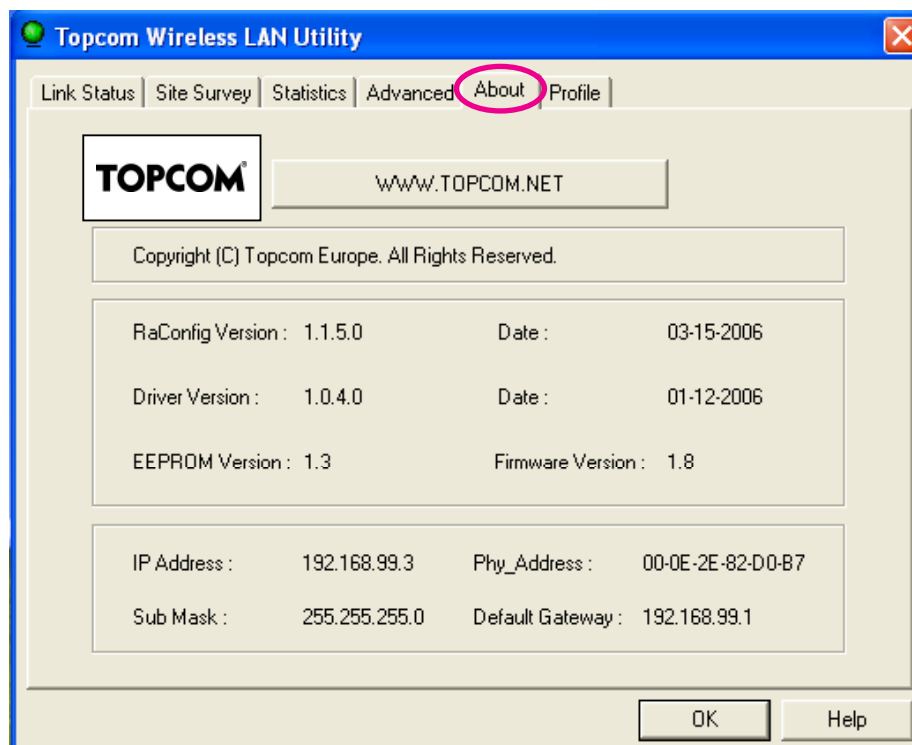 Topcom Wireless LAN Utility
Link Status Site Survey Statistics Advanced About Profile
TOPCOM® WWW.TOPCOM.NET
Copyright (C) Topcom Europe. All Rights Reserved.
RaConfig Version : 1.1.5.0 Date : 03-15-2006
Driver Version : 1.0.4.0 Date : 01-12-2006
EEPROM Version : 1.3 Firmware Version : 1.8
IP Address : 192.168.99.3 Phy_Address : 00-0E-2E-82-D0-B7
Sub Mask : 255.255.255.0 Default Gateway : 192.168.99.1
OK Help